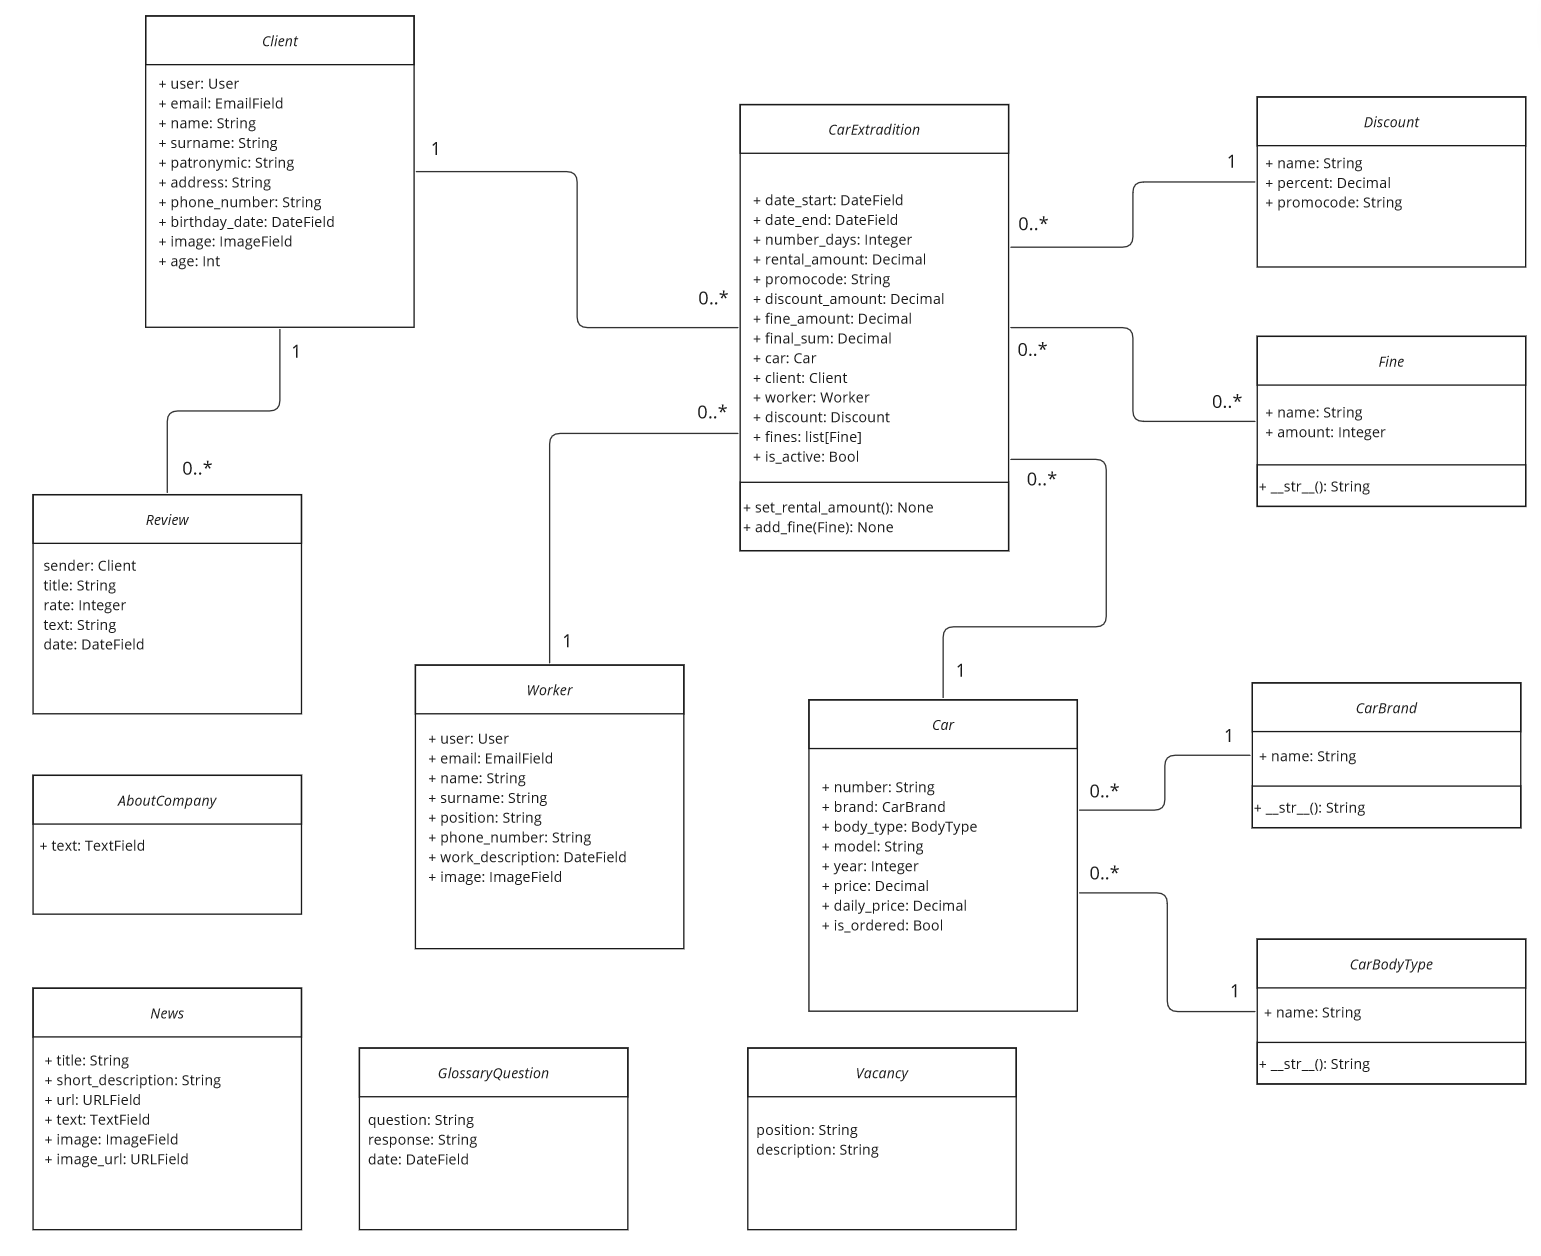 Client
+ user: User
+ email: EmailField
+ name: String
+ surname: String
+ patronymic: String
+ address: String
+ phone_number: String
+ birthday_date: DateField
+ image: ImageField
+ age: Int
1
0..*
1
0..*
CarExtradition
+ date_start: DateField
+ date_end: DateField
+ number_days: Integer
+ rental_amount: Decimal
+ promocode: String
+ discount_amount: Decimal
+ fine_amount: Decimal
+ final_sum: Decimal
+ car: Car
+ client: Client
+ worker: Worker
+ discount: Discount
+ fines: list[Fine]
+ is_active: Bool
+ set_rental_amount(): None
+ add_fine(Fine): None
0..*
1
Discount
+ name: String
+ percent: Decimal
+ promocode: String
0..*
0..*
Fine
+ name: String
+ amount: Integer
+ __str__(): String
0..*
1
0..*
1
Review
sender: Client
title: String
rate: Integer
text: String
date: DateField
Worker
+ user: User
+ email: EmailField
+ name: String
+ surname: String
+ position: String
+ phone_number: String
+ work_description: DateField
+ image: ImageField
Car
+ number: String
+ brand: CarBrand
+ body_type: BodyType
+ model: String
+ year: Integer
+ price: Decimal
+ daily_price: Decimal
+ is_ordered: Bool
0..*
1
CarBrand
+ name: String
+ __str__(): String
0..*
1
CarBodyType
+ name: String
+ __str__(): String
AboutCompany
+ text: TextField
News
+ title: String
+ short_description: String
+ url: URLField
+ text: TextField
+ image: ImageField
+ image_url: URLField
GlossaryQuestion
question: String
response: String
date: DateField
Vacancy
position: String
description: String